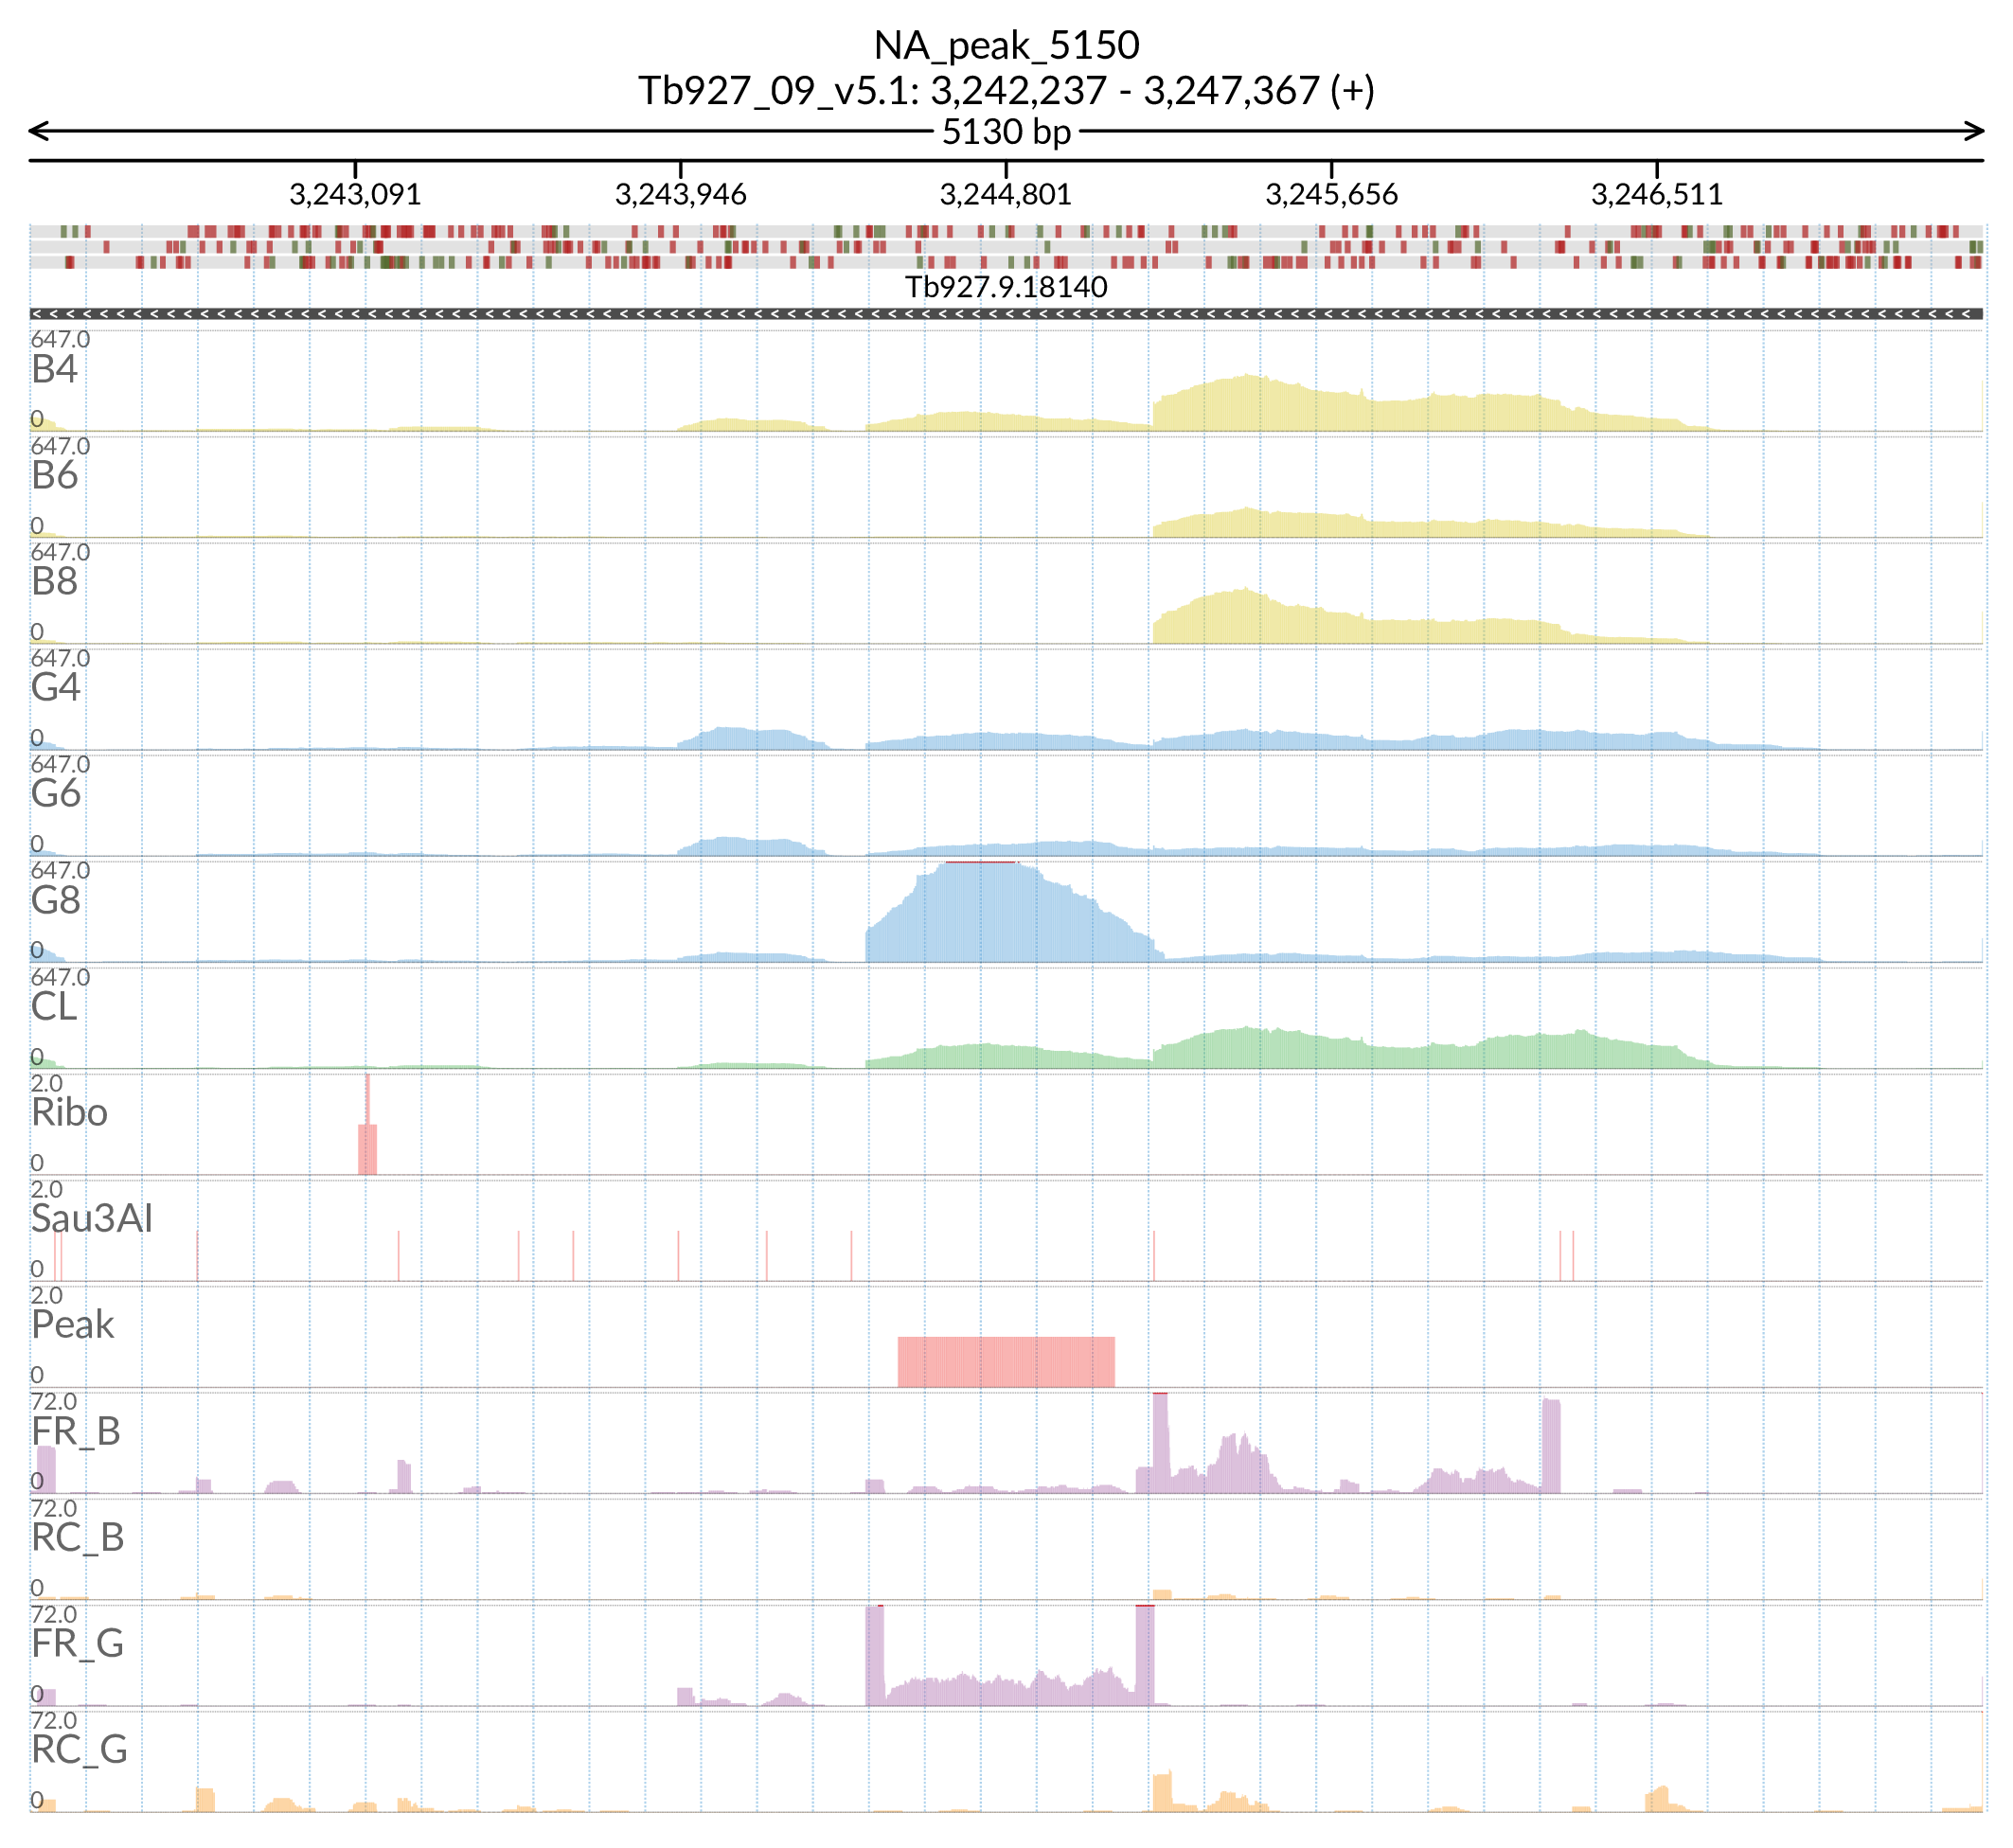 NA_peak_5150
Tb927_09_v5.1: 3,242,237 - 3,247,367 (+)
5130 bp
3,243,091 3,243,946 3,244,801 3,245,656 3,246,511
Tb927.9.18140
647.0
B4
0
647.0
B6
0
647.0
B8
0
647.0
G4
0
647.0
G6
0
647.0
G8
0
647.0
CL
0
2.0
Ribo
0
2.0
Sau3AI
0
2.0
Peak
0
72.0
FR_B
0
72.0
RC_B
0
72.0
FR_G
0
72.0
RC_G
0